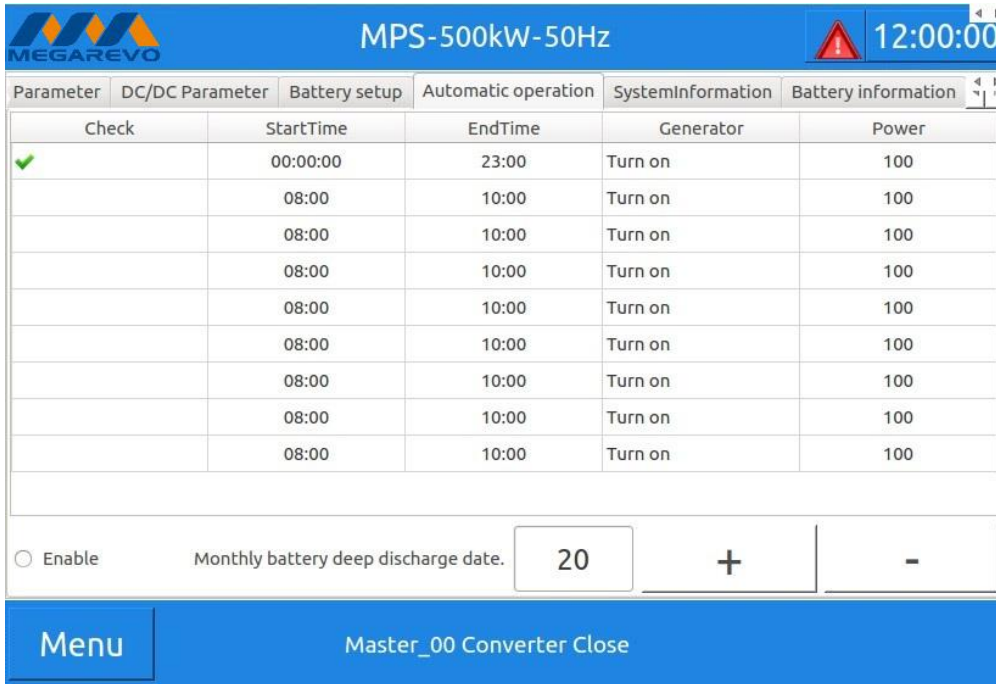 MEGAREVO MPS-500kW-50Hz 12:00:00
Parameter DC/DC Parameter Battery setup Automatic operation SystemInformation Battery information
Check StartTime EndTime Generator Power
00:00:00 23:00 Turn on 100
08:00 10:00 Turn on 100
08:00 10:00 Turn on 100
08:00 10:00 Turn on 100
08:00 10:00 Turn on 100
08:00 10:00 Turn on 100
08:00 10:00 Turn on 100
08:00 10:00 Turn on 100
08:00 10:00 Turn on 100
Enable Monthly battery deep discharge date. 20 + -
Menu Master_00 Converter Close